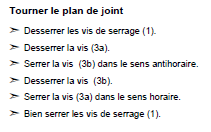 Tourner le plan de joint
➣ Desserrer les vis de serrage (1).
➣ Desserrer la vis (3a).
➣ Serrer la vis (3b) dans le sens antihoraire.
➣ Desserrer la vis (3b).
➣ Serrer la vis (3a) dans le sens horaire.
➣ Bien serrer les vis de serrage (1).